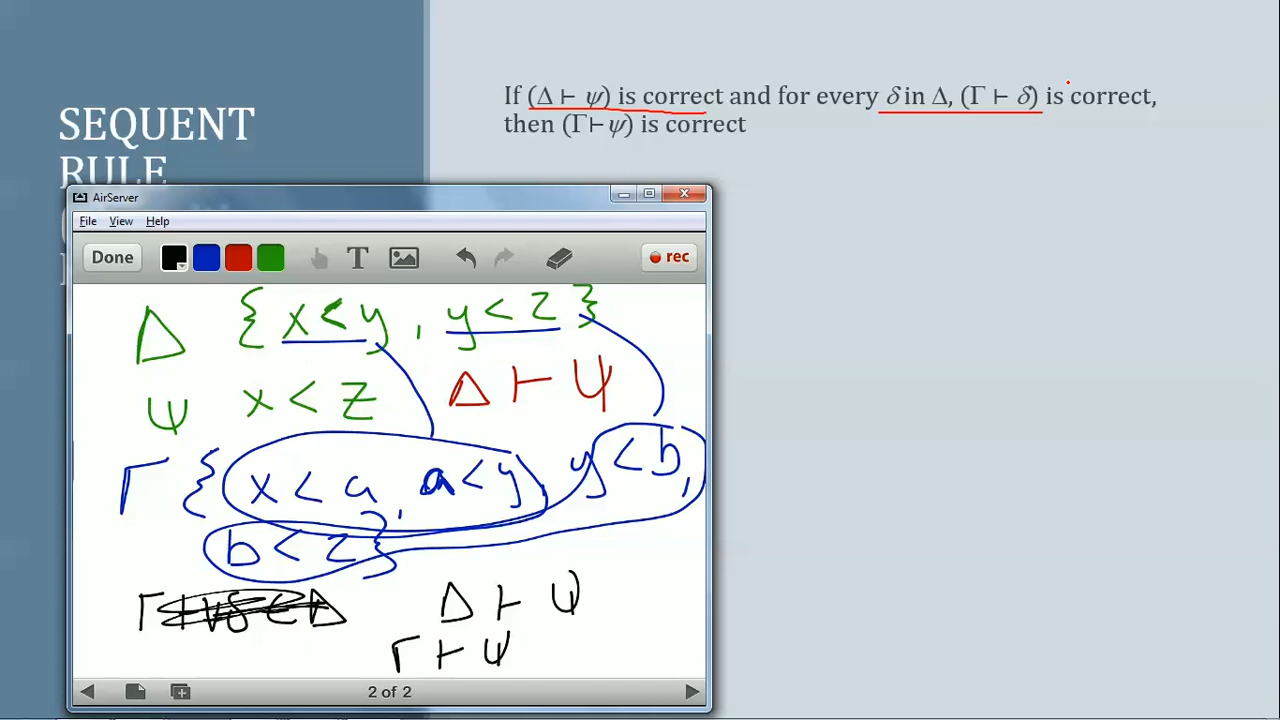 If (Δ ⊢ ψ) is correct and for every δ in Δ, (Γ ⊢ δ) is correct,
then (Γ⊢ψ) is correct
SEQUENT
RULE
AirServer
File View Help
Done T rec
Δ { x < y , y < z }
Ψ x < z Δ ⊢ Ψ
Γ { x < a , a < y y < b ,
b < z }
Γ Δ ⊢ Ψ
Γ ⊢ Ψ
2 of 2